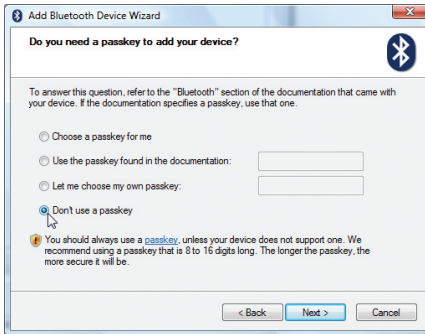 Add Bluetooth Device Wizard
Do you need a passkey to add your device?
To answer this question, refer to the "Bluetooth" section of the documentation that came with
your device. If the documentation specifies a passkey, use that one.
Choose a passkey for me
Use the passkey found in the documentation:
Let me choose my own passkey:
Don't use a passkey
You should always use a passkey, unless your device does not support one. We
recommend using a passkey that is 8 to 16 digits long. The longer the passkey, the
more secure it will be.
< Back Next > Cancel